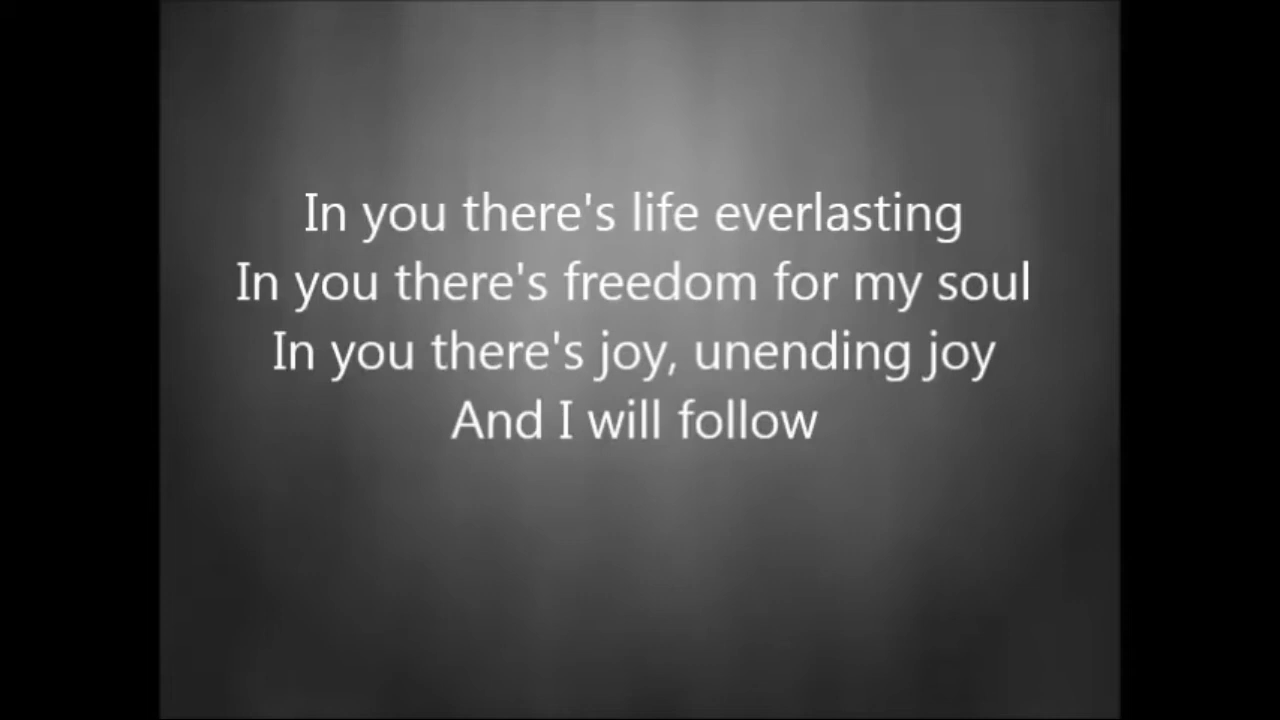 In you there's life everlasting
In you there's freedom for my soul
In you there's joy, unending joy
And I will follow